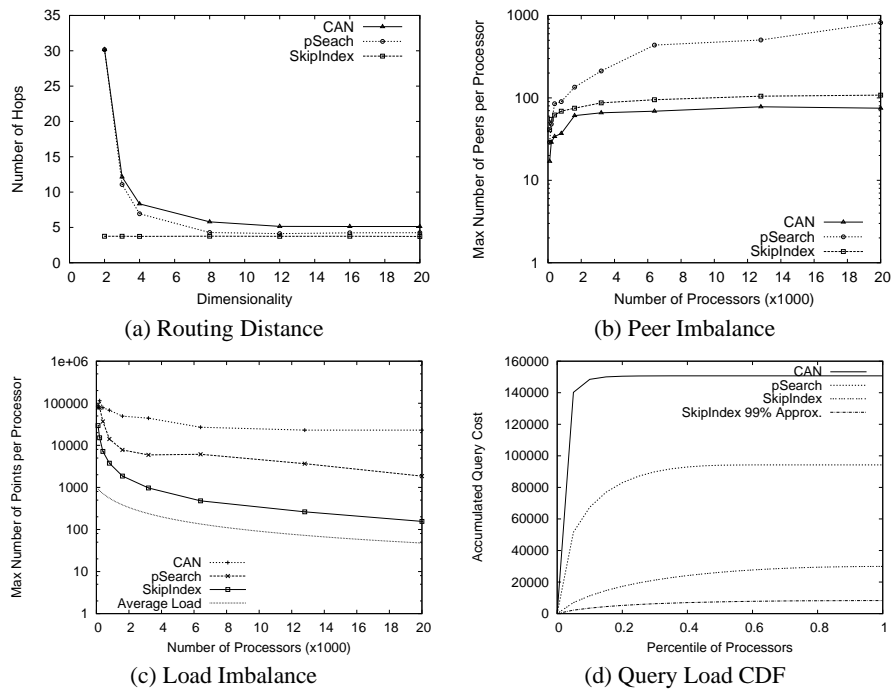 35
30
25
20
15
10
5
0
0 2 4 6 8 10 12 14 16 18 20
Number of Hops
Dimensionality
CAN
pSeach
SkipIndex
(a) Routing Distance
1000
100
10
1
0 2 4 6 8 10 12 14 16 18 20
Max Number of Peers per Processor
Number of Processors (x1000)
CAN
pSearch
SkipIndex
(b) Peer Imbalance
1e+06
100000
10000
1000
100
10
1
0 2 4 6 8 10 12 14 16 18 20
Max Number of Points per Processor
Number of Processors (x1000)
CAN
pSearch
SkipIndex
Average Load
(c) Load Imbalance
160000
140000
120000
100000
80000
60000
40000
20000
0
0 0.2 0.4 0.6 0.8 1
Accumulated Query Cost
Percentile of Processors
CAN
pSearch
SkipIndex
SkipIndex 99% Approx.
(d) Query Load CDF